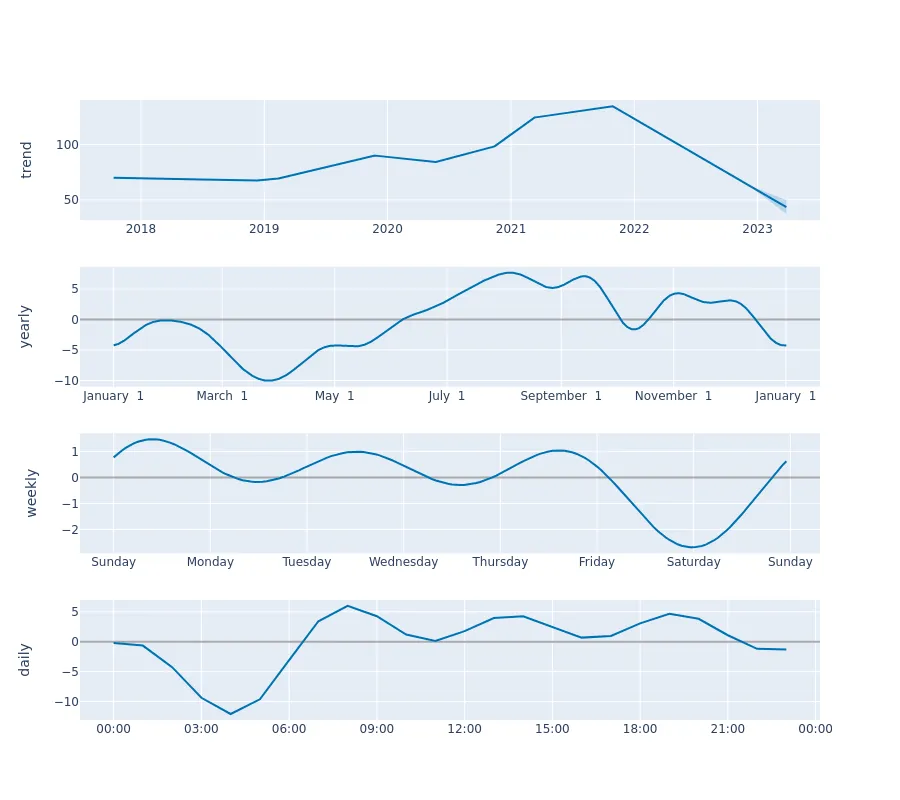 trend
100
50
2018 2019 2020 2021 2022 2023
yearly
5
0
−5
−10
January 1 March 1 May 1 July 1 September 1 November 1 January 1
weekly
1
0
−1
−2
Sunday Monday Tuesday Wednesday Thursday Friday Saturday Sunday
daily
5
0
−5
−10
00:00 03:00 06:00 09:00 12:00 15:00 18:00 21:00 00:00